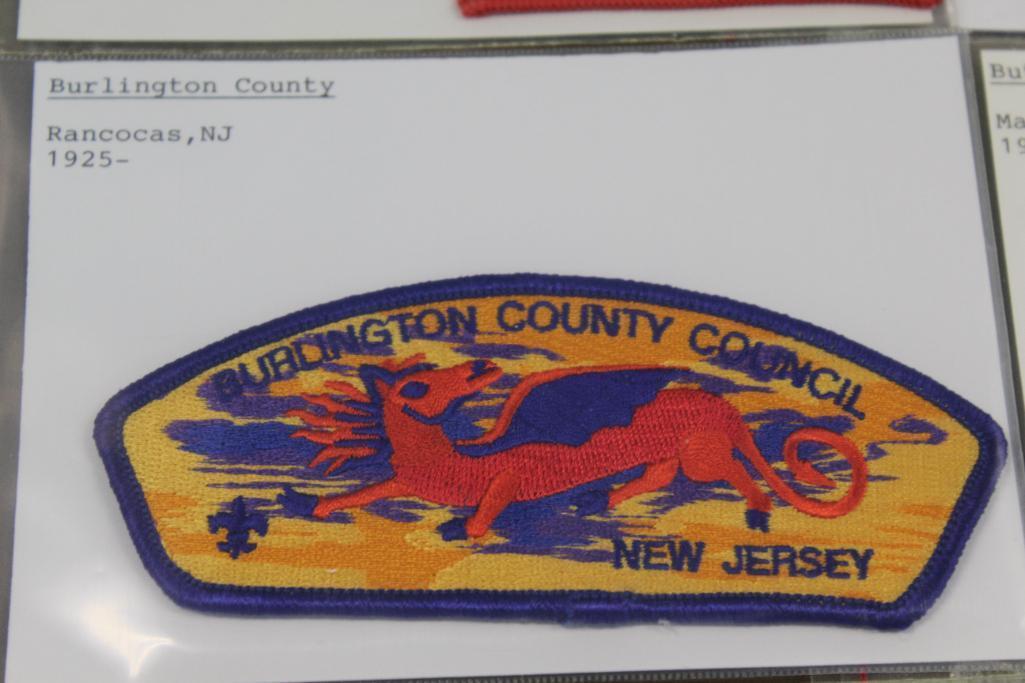 Burlington County
Rancocas,NJ
1925-
BURLINGTON COUNTY COUNCIL
NEW JERSEY